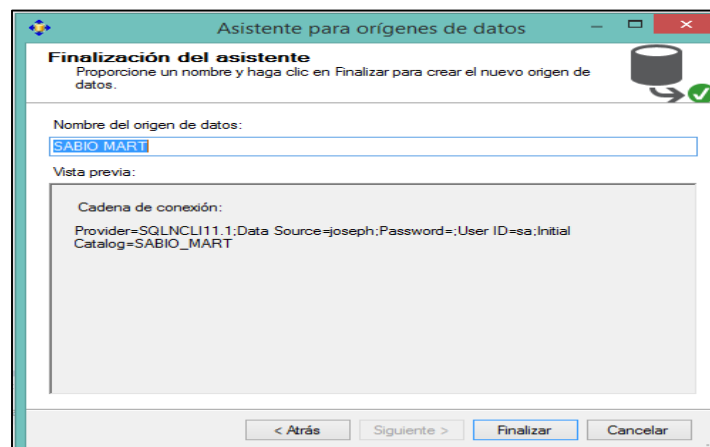 Asistente para orígenes de datos
Finalización del asistente
Proporcione un nombre y haga clic en Finalizar para crear el nuevo origen de
datos.
Nombre del origen de datos:
SABIO MART
Vista previa:
Cadena de conexión:
Provider=SQLNCLI11.1;Data Source=joseph;Password=;User ID=sa;Initial
Catalog=SABIO_MART
< Atrás Siguiente > Finalizar Cancelar